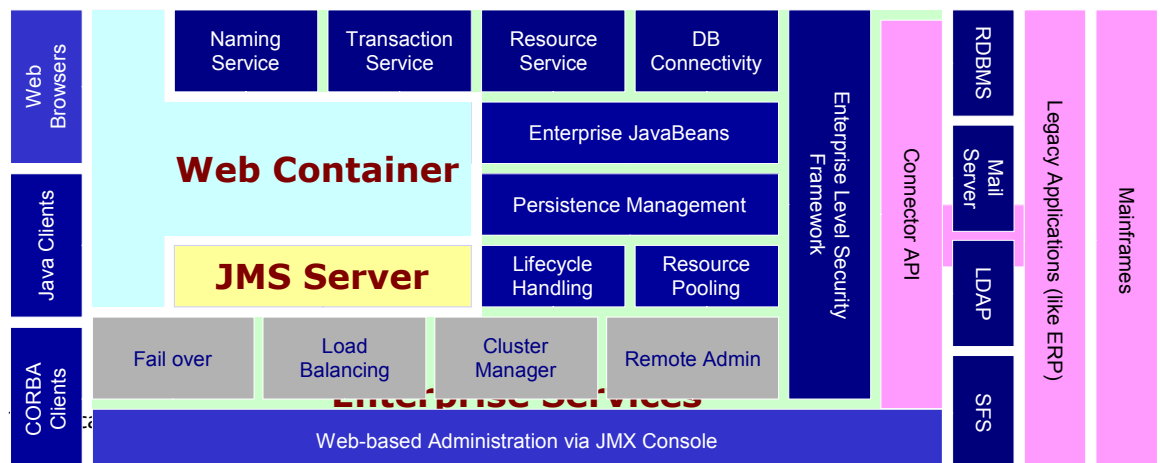 Web
Browsers
Java Clients
CORBA
Clients
Naming
Service
Transaction
Service
Resource
Service
DB
Connectivity
Web Container
Enterprise JavaBeans
Persistence Management
JMS Server
Lifecycle
Handling
Resource
Pooling
Fail over
Load
Balancing
Cluster
Manager
Remote Admin
Enterprise Services
Web-based Administration via JMX Console
Enterprise Level Security
Framework
Connector API
RDBMS
Mail
Server
LDAP
SFS
Legacy Applications (like ERP)
Mainframes